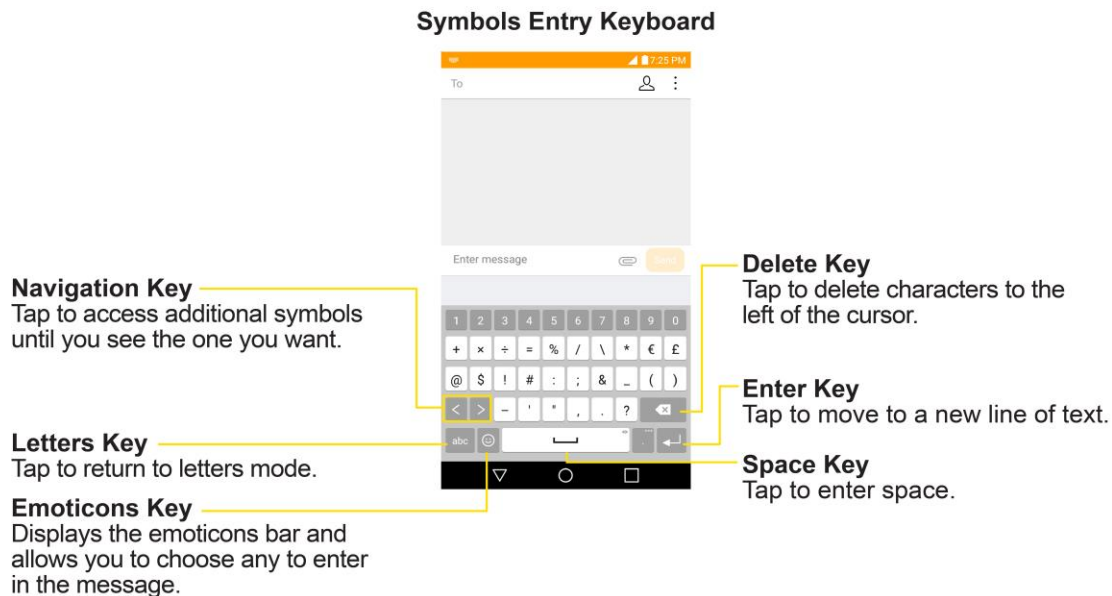 Symbols Entry Keyboard
7:25 PM
To
Enter message
Send
Navigation Key
Tap to access additional symbols
until you see the one you want.
Letters Key
Tap to return to letters mode.
Emoticons Key
Displays the emoticons bar and
allows you to choose any to enter
in the message.
1 2 3 4 5 6 7 8 9 0
+ × ÷ = % / \ * € £
@ $ ! # : ; & _ ( )
< > - ' " , . ?
abc .
Delete Key
Tap to delete characters to the
left of the cursor.
Enter Key
Tap to move to a new line of text.
Space Key
Tap to enter space.